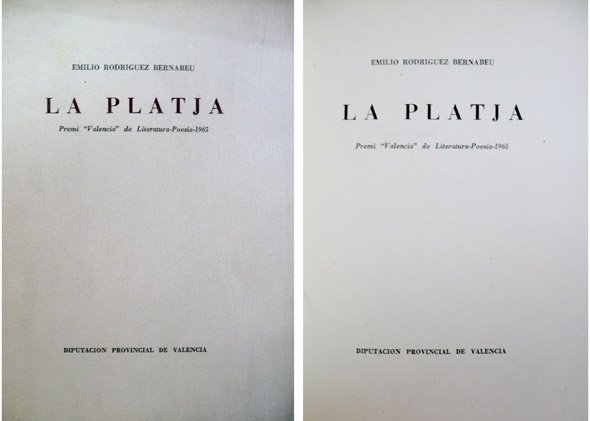 EMILIO RODRIGUEZ BERNABEU
LA PLATJA
Premi "Valencia" de Literatura-Poesia-1965
DIPUTACION PROVINCIAL DE VALENCIA
EMILIO RODRIGUEZ BERNABEU
LA PLATJA
Premi "Valencia" de Literatura-Poesia-1965
DIPUTACION PROVINCIAL DE VALENCIA